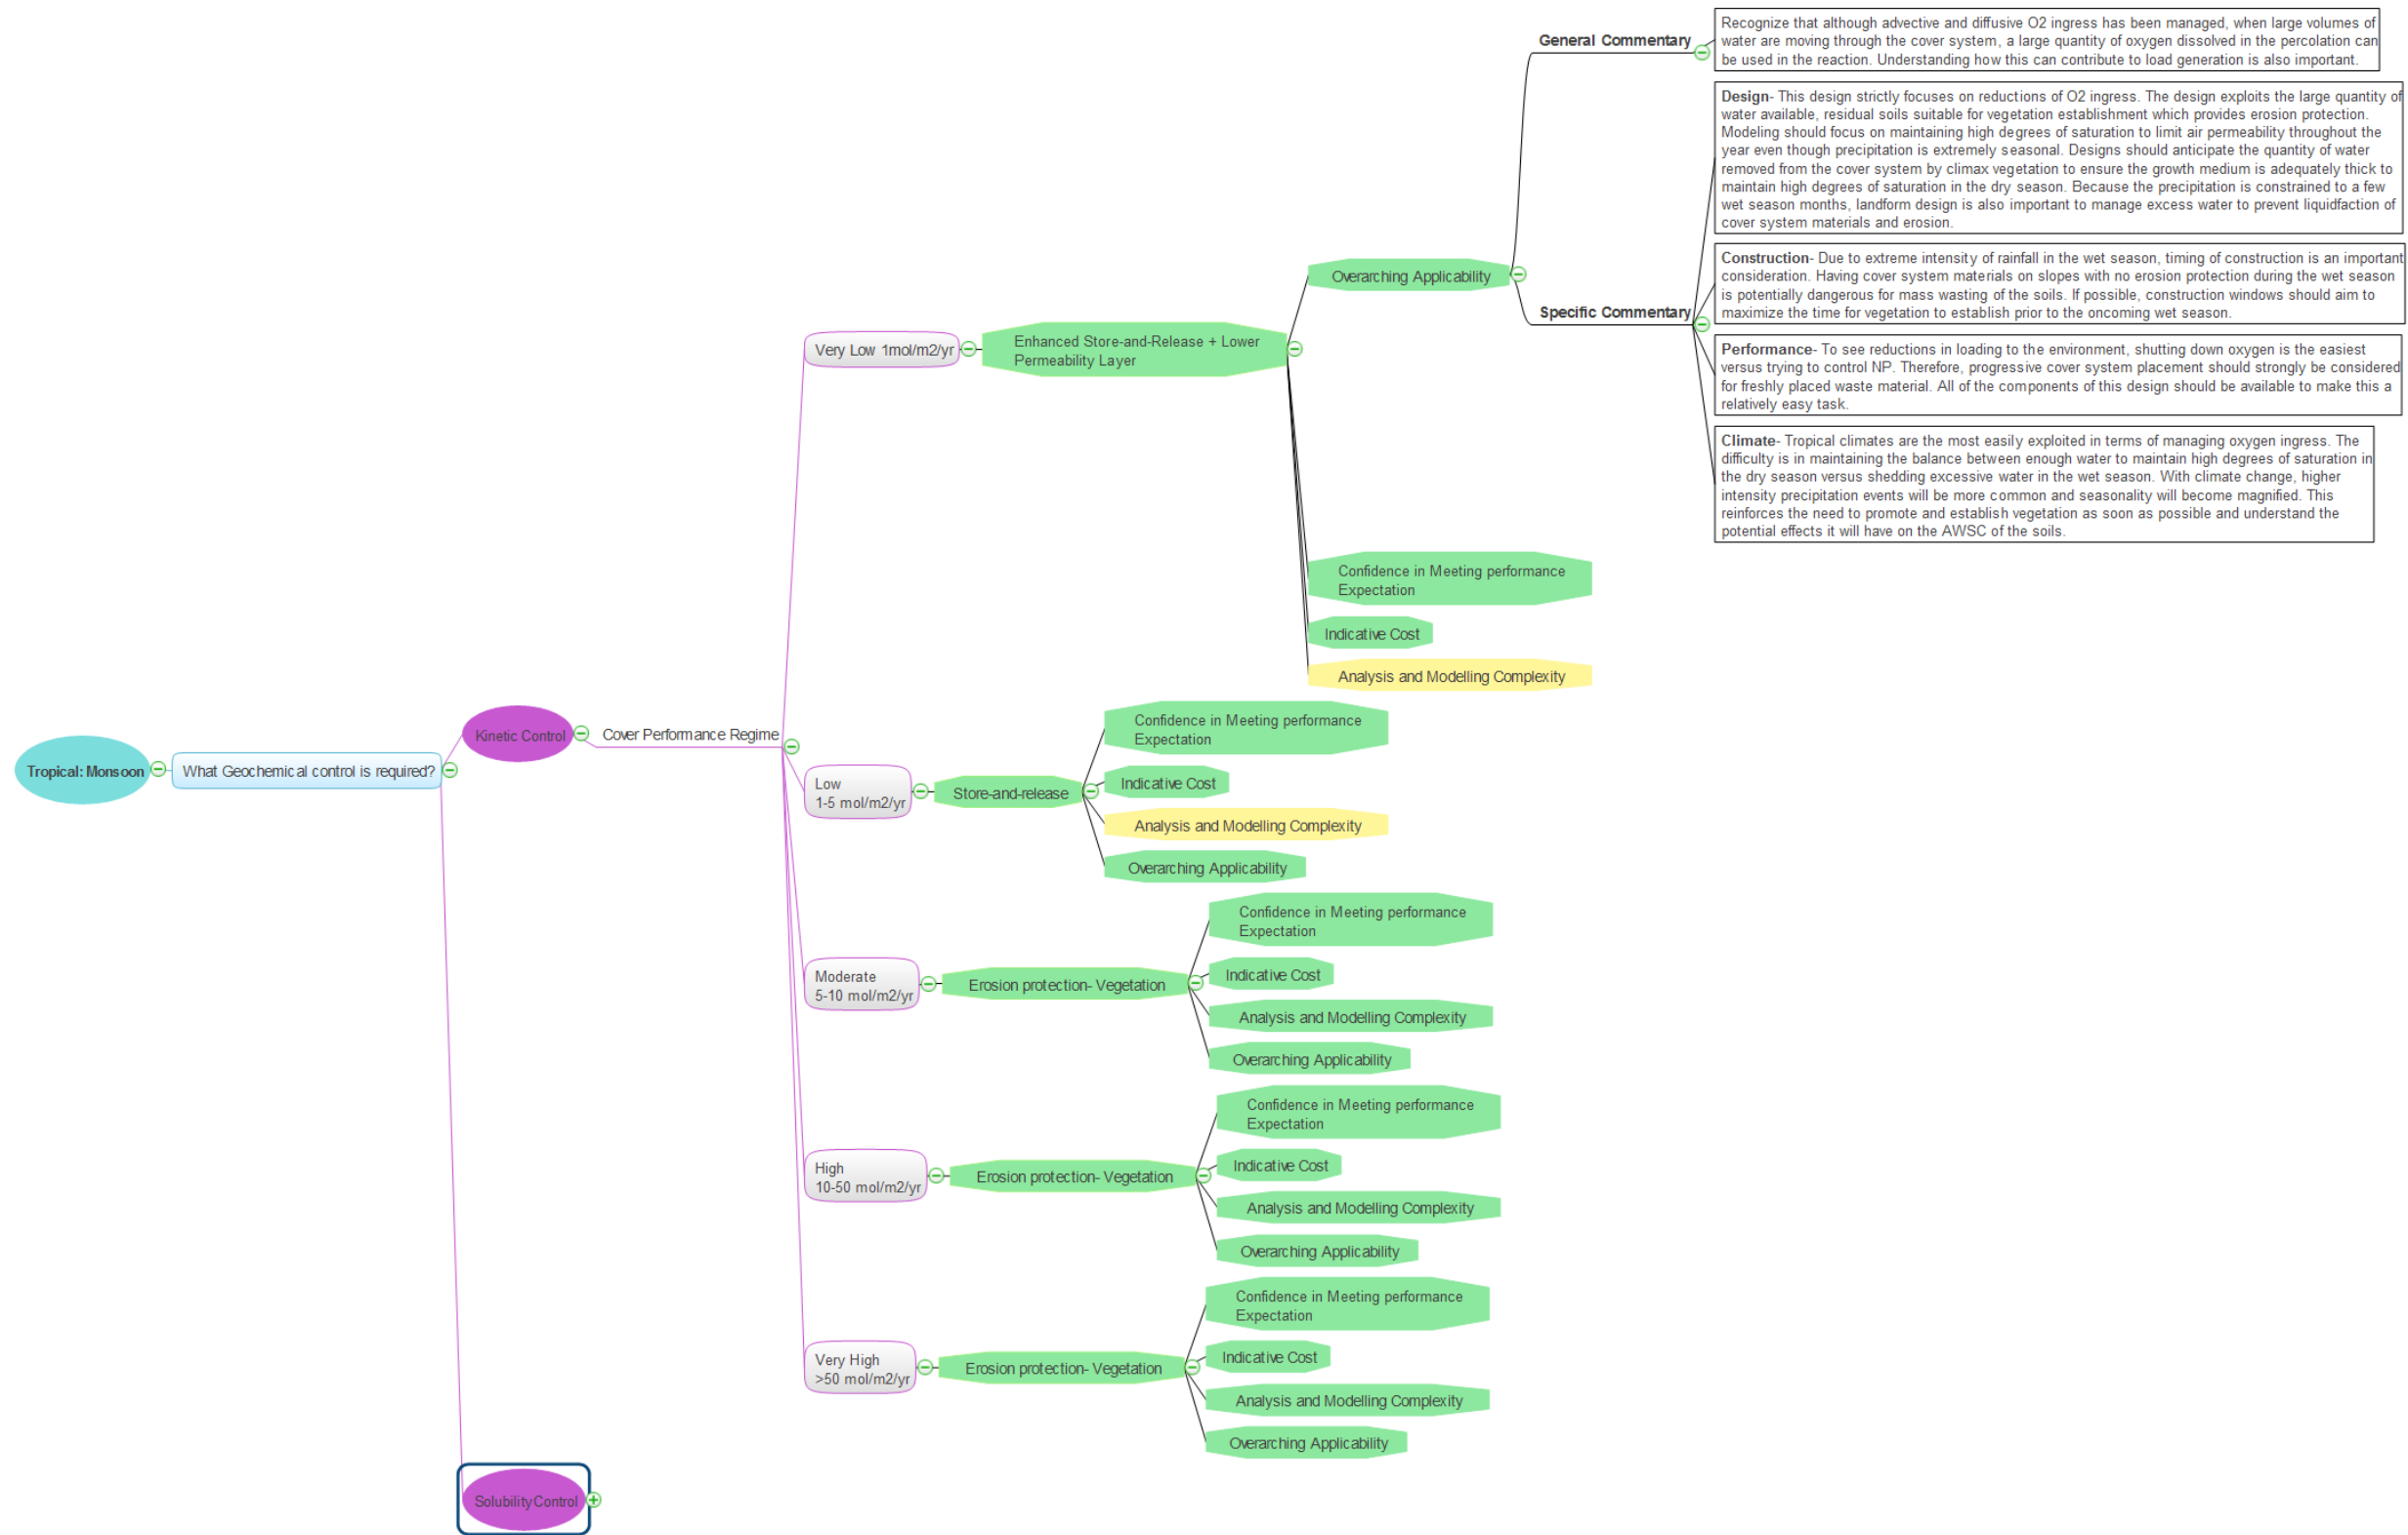 Tropical: Monsoon
What Geochemical control is required?
Kinetic Control
Cover Performance Regime
Very Low 1mol/m2/yr
Enhanced Store-and-Release + Lower
Permeability Layer
Overarching Applicability
General Commentary
Recognize that although advective and diffusive O2 ingress has been managed, when large volumes of
water are moving through the cover system, a large quantity of oxygen dissolved in the percolation can
be used in the reaction. Understanding how this can contribute to load generation is also important.
Specific Commentary
Design- This design strictly focuses on reductions of O2 ingress. The design exploits the large quantity of
water available, residual soils suitable for vegetation establishment which provides erosion protection.
Modeling should focus on maintaining high degrees of saturation to limit air permeability throughout the
year even though precipitation is extremely seasonal. Designs should anticipate the quantity of water
removed from the cover system by climax vegetation to ensure the growth medium is adequately thick to
maintain high degrees of saturation in the dry season. Because the precipitation is constrained to a few
wet season months, landform design is also important to manage excess water to prevent liquidfaction of
cover system materials and erosion.
Construction- Due to extreme intensity of rainfall in the wet season, timing of construction is an important
consideration. Having cover system materials on slopes with no erosion protection during the wet season
is potentially dangerous for mass wasting of the soils. If possible, construction windows should aim to
maximize the time for vegetation to establish prior to the oncoming wet season.
Performance- To see reductions in loading to the environment, shutting down oxygen is the easiest
versus trying to control NP. Therefore, progressive cover system placement should strongly be considered
for freshly placed waste material. All of the components of this design should be available to make this a
relatively easy task.
Climate- Tropical climates are the most easily exploited in terms of managing oxygen ingress. The
difficulty is in maintaining the balance between enough water to maintain high degrees of saturation in
the dry season versus shedding excessive water in the wet season. With climate change, higher
intensity precipitation events will be more common and seasonality will become magnified. This
reinforces the need to promote and establish vegetation as soon as possible and understand the
potential effects it will have on the AWSC of the soils.
Confidence in Meeting performance
Expectation
Indicative Cost
Analysis and Modelling Complexity
Low
1-5 mol/m2/yr
Store-and-release
Confidence in Meeting performance
Expectation
Indicative Cost
Analysis and Modelling Complexity
Overarching Applicability
Moderate
5-10 mol/m2/yr
Erosion protection- Vegetation
Confidence in Meeting performance
Expectation
Indicative Cost
Analysis and Modelling Complexity
Overarching Applicability
High
10-50 mol/m2/yr
Erosion protection- Vegetation
Confidence in Meeting performance
Expectation
Indicative Cost
Analysis and Modelling Complexity
Overarching Applicability
Very High
>50 mol/m2/yr
Erosion protection- Vegetation
Confidence in Meeting performance
Expectation
Indicative Cost
Analysis and Modelling Complexity
Overarching Applicability
Solubility Control